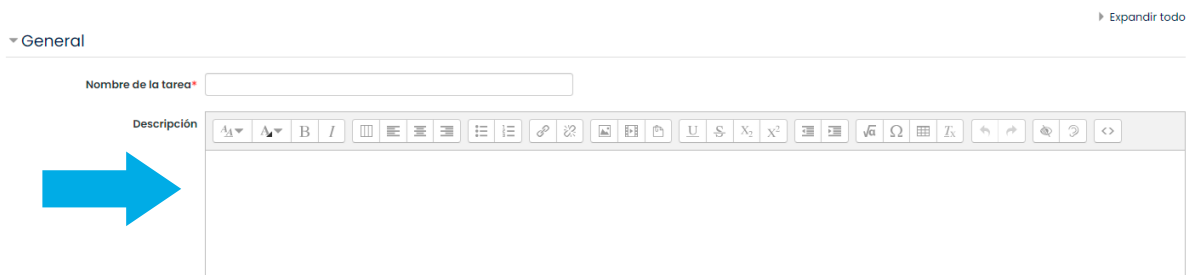 Expandir todo
General
Nombre de la tarea*
Descripción